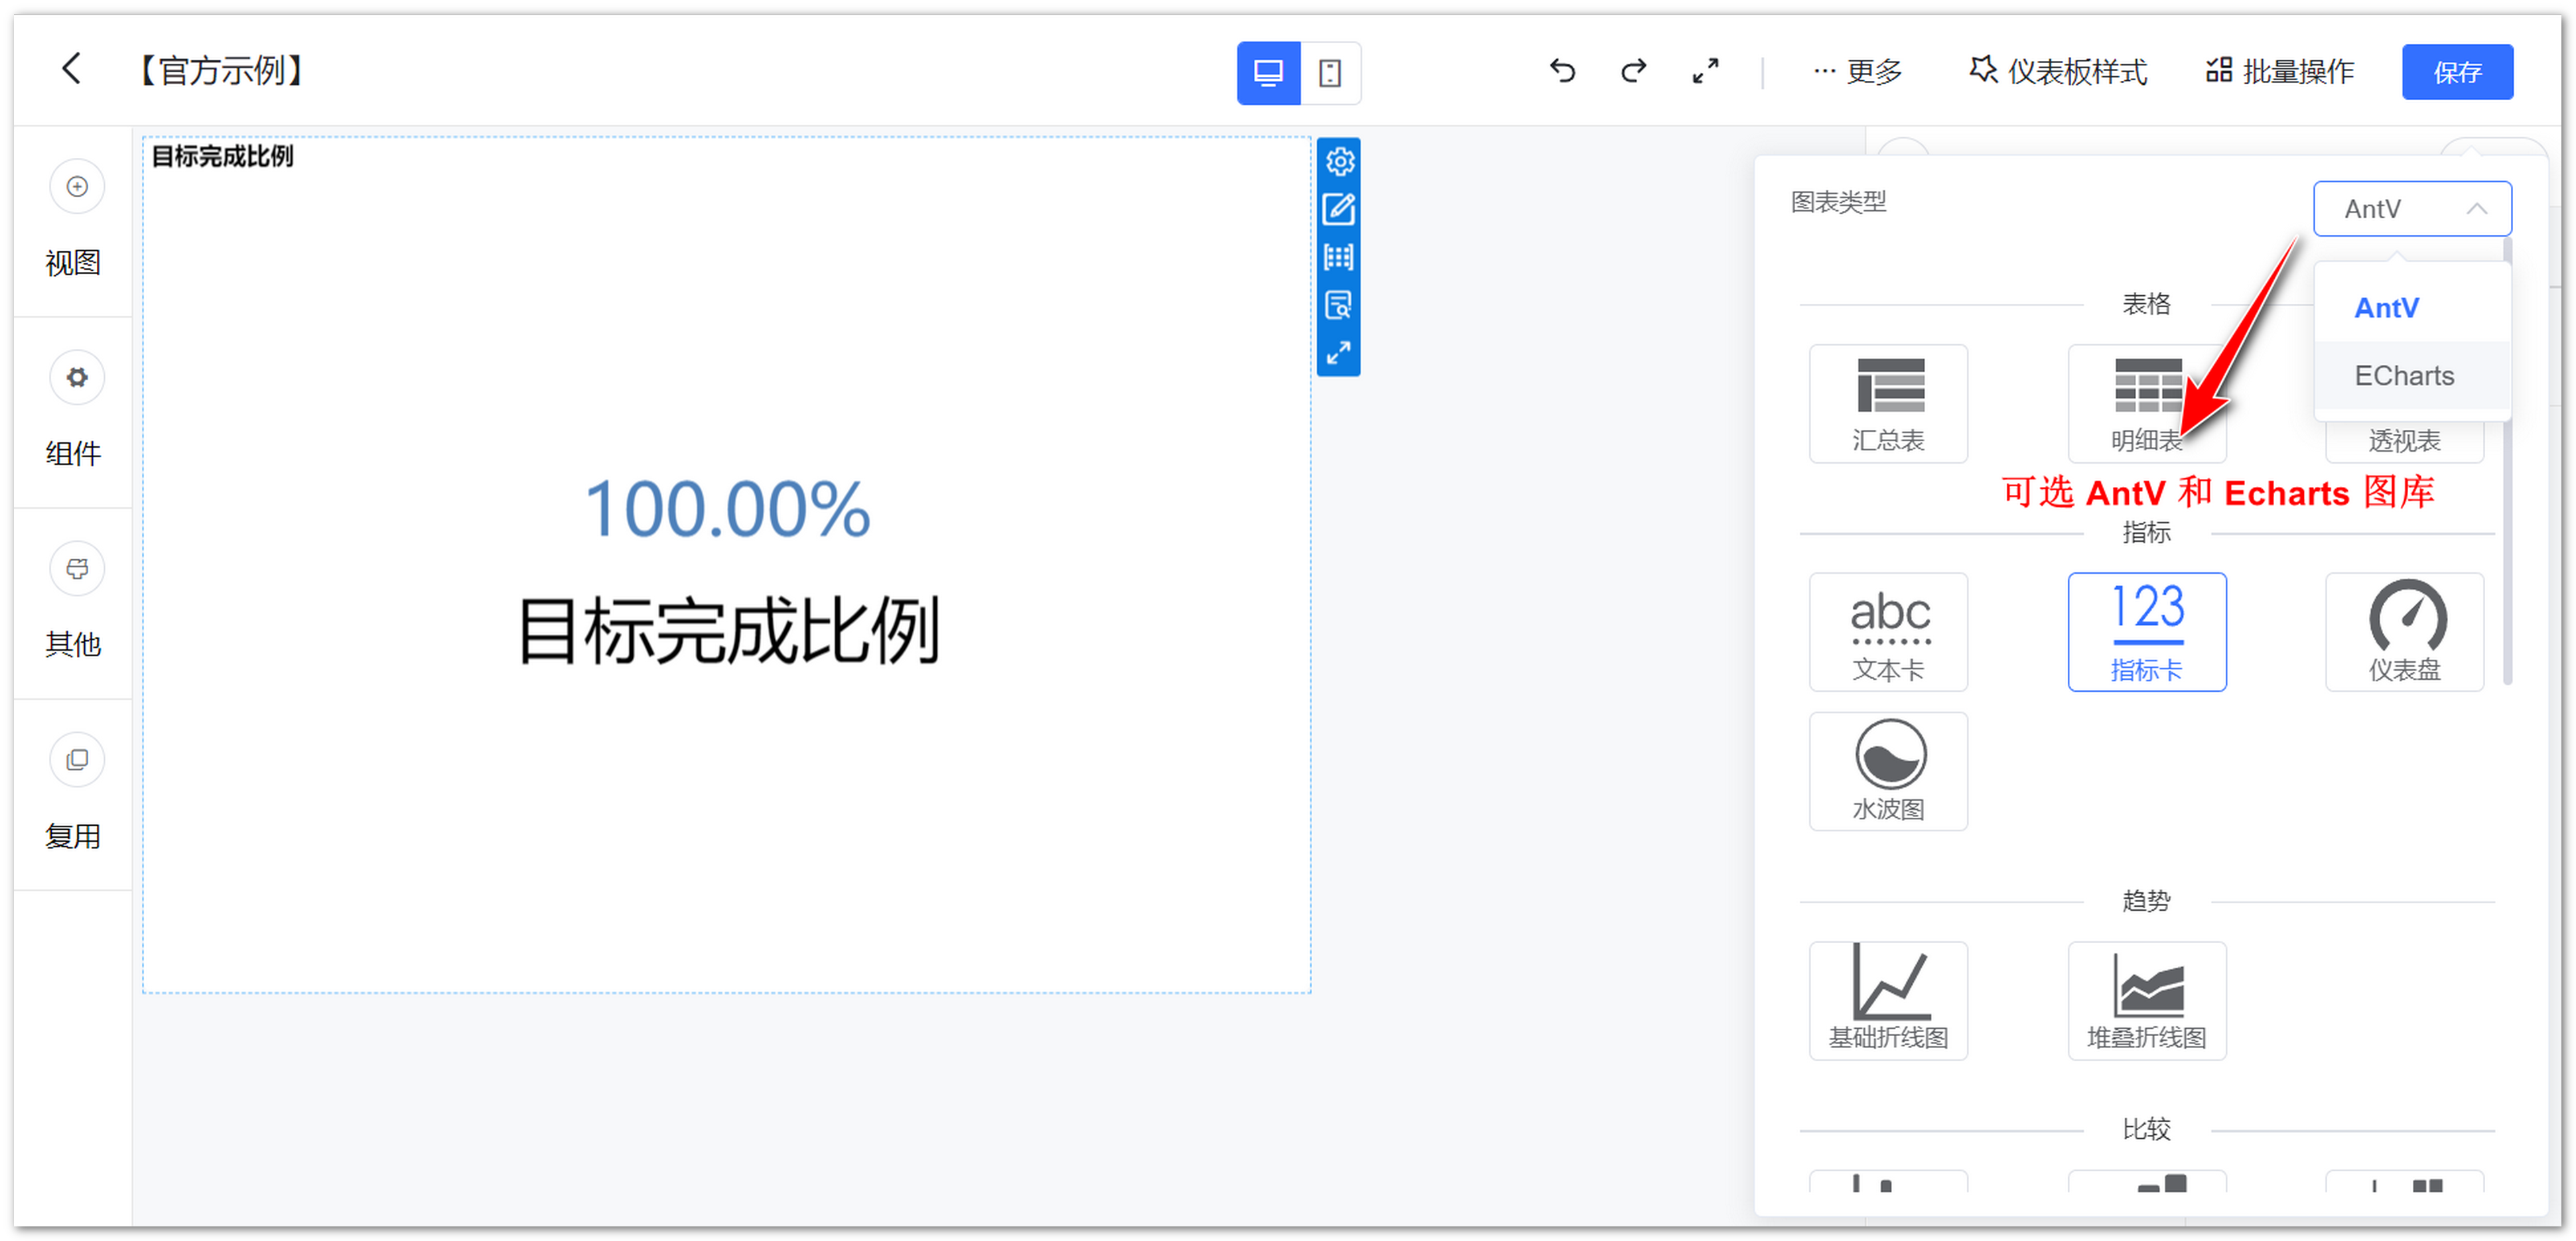 【官方示例】
更多
仪表板样式
批量操作
保存
视图
组件
其他
复用
目标完成比例
100.00%
目标完成比例
图表类型
AntV
AntV
ECharts
表格
汇总表
明细表
透视表
可选 AntV 和 Echarts 图库
指标
abc
文本卡
123
指标卡
仪表盘
水波图
趋势
基础折线图
堆叠折线图
比较